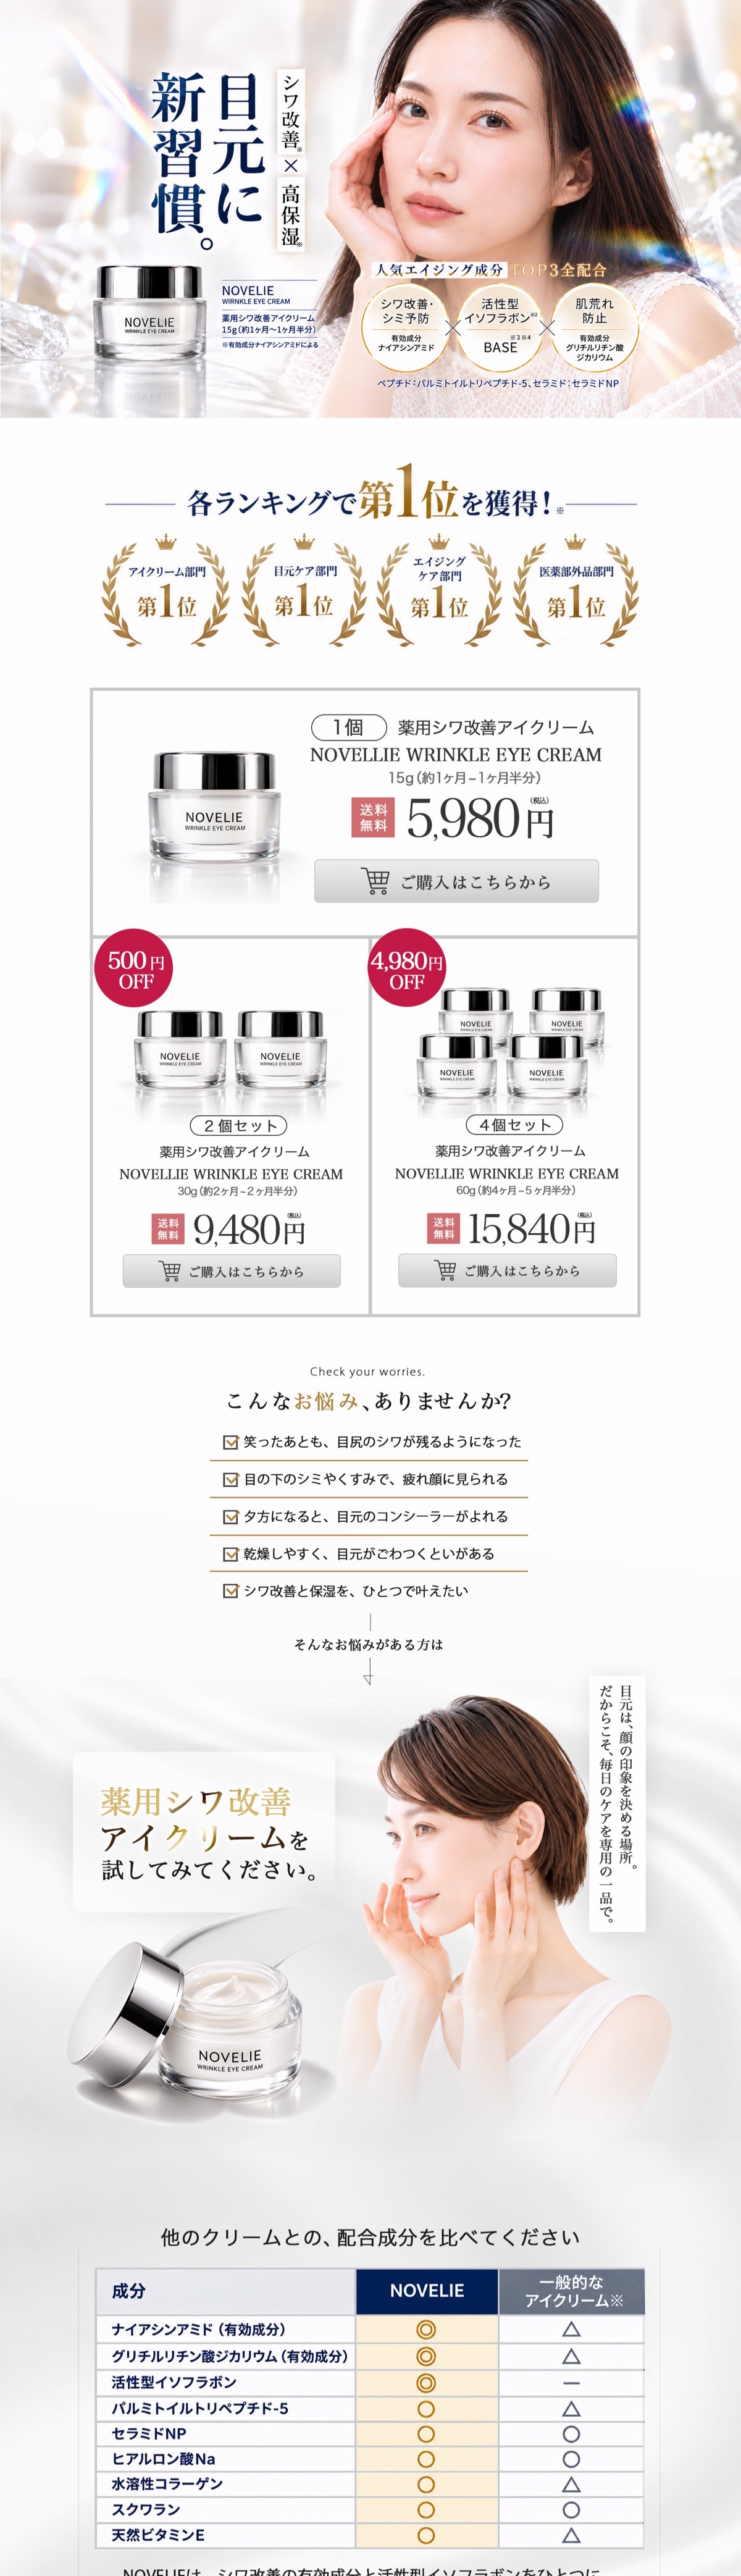 目元に
新習慣。
シワ改善※
×
高保湿※
NOVELIE
WIRNKLE EYE CREAM
NOVELIE
WRINKLE EYE CREAM
薬用シワ改善アイクリーム
15g(約1ヶ月〜1ヶ月半分)
※有効成分ナイアシンアミドによる
人気エイジング成分TOP3全配合
シワ改善・
シミ予防
有効成分
ナイアシンアミド
×
活性型
イソフラボン※2
※3※4
BASE
×
肌荒れ
防止
有効成分
グリチルリチン酸
ジカリウム
ペプチド:パルミトイルトリペプチド-5、セラミド:セラミドNP
各ランキングで第1位を獲得!※
アイクリーム部門
第1位
目元ケア部門
第1位
エイジング
ケア部門
第1位
医薬部外品部門
第1位
NOVELIE
WRINKLE EYE CREAM
1個 薬用シワ改善アイクリーム
NOVELLIE WRINKLE EYE CREAM
15g(約1ヶ月~1ヶ月半分)
送料
無料
5,980円
(税込)
ご購入はこちらから
500円
OFF
NOVELIE
WRINKLE EYE CREAM
NOVELIE
WRINKLE EYE CREAM
2個セット
薬用シワ改善アイクリーム
NOVELLIE WRINKLE EYE CREAM
30g(約2ヶ月~2ヶ月半分)
送料
無料
9,480円
(税込)
ご購入はこちらから
4,980円
OFF
NOVELIE
WRINKLE EYE CREAM
NOVELIE
WRINKLE EYE CREAM
NOVELIE
WRINKLE EYE CREAM
NOVELIE
WRINKLE EYE CREAM
4個セット
薬用シワ改善アイクリーム
NOVELLIE WRINKLE EYE CREAM
60g(約4ヶ月~5ヶ月半分)
送料
無料
15,840円
(税込)
ご購入はこちらから
Check your worries.
こんなお悩み、ありませんか?
笑ったあとも、目尻のシワが残るようになった
目の下のシミやくすみで、疲れ顔に見られる
夕方になると、目元のコンシーラーがよれる
乾燥しやすく、目元がごわつくといがある
シワ改善と保湿を、ひとつで叶えたい
そんなお悩みがある方は
目元は、顔の印象を決める場所。
だからこそ、毎日のケアを専用の一品で。
薬用シワ改善
アイクリームを
試してみてください。
NOVELIE
WRINKLE EYE CREAM
他のクリームとの、配合成分を比べてください
成分 NOVELIE 一般的な
アイクリーム※
ナイアシンアミド(有効成分) ◎ △
グリチルリチン酸ジカリウム(有効成分) ◎ △
活性型イソフラボン ◎ ー
パルミトイルトリペプチド-5 ○ △
セラミドNP ○ ○
ヒアルロン酸Na ○ ○
水溶性コラーゲン ○ △
スクワラン ○ ○
天然ビタミンE ○ △